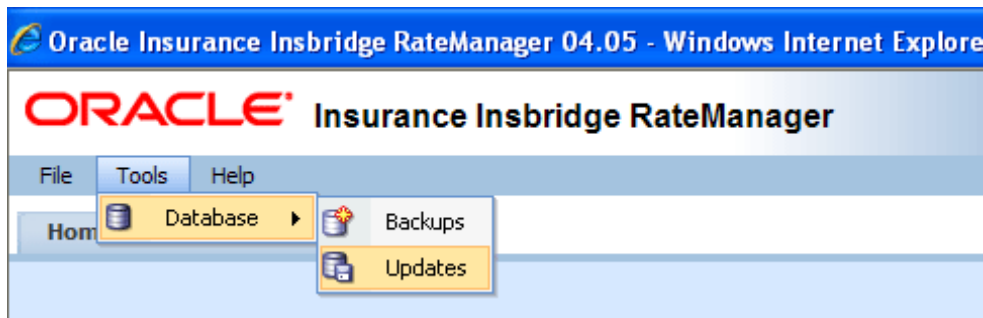 Oracle Insurance Insbridge RateManager 04.05 - Windows Internet Explore
ORACLE Insurance Insbridge RateManager
File Tools Help
Hom Database Backups
Updates